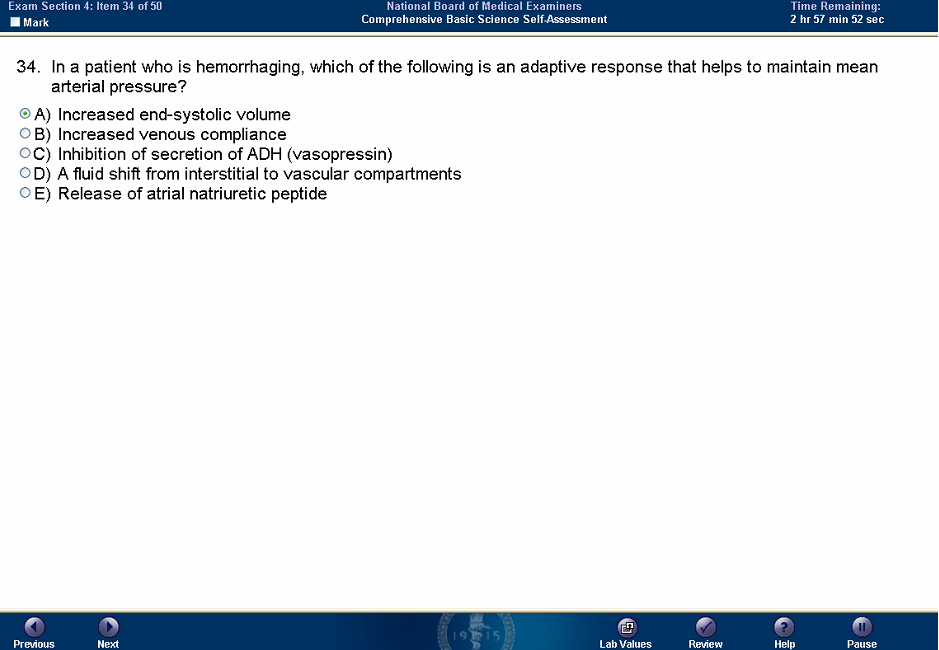 Exam Section 4: Item 34 of 50
National Board of Medical Examiners
Time Remaining:
Mark
Comprehensive Basic Science Self-Assessment
2 hr 57 min 52 sec
34. In a patient who is hemorrhaging, which of the following is an adaptive response that helps to maintain mean
arterial pressure?
A) Increased end-systolic volume
B) Increased venous compliance
C) Inhibition of secretion of ADH (vasopressin)
D) A fluid shift from interstitial to vascular compartments
E) Release of atrial natriuretic peptide
19 15
Previous
Next
Lab Values
Review
Help
Pause